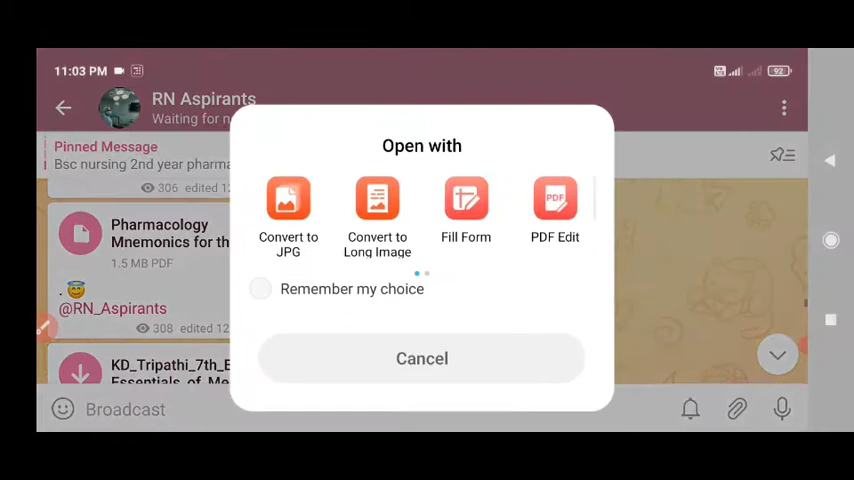 11:03 PM
92
RN Aspirants
Waiting for n
Pinned Message
Bsc nursing 2nd year pharma
306 edited 12
Pharmacology
Mnemonics for th
1.5 MB PDF
.😇
@RN_Aspirants
308 edited 12
KD_Tripathi_7th_E
Essentials_of_Me
Broadcast
Open with
Convert to
JPG
Convert to
Long Image
Fill Form
PDF
PDF Edit
Remember my choice
Cancel